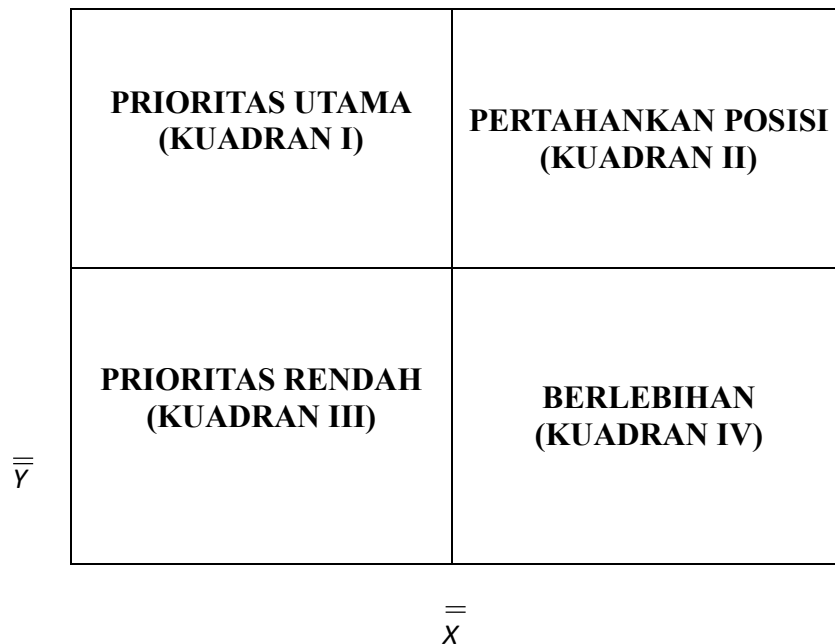 PRIORITAS UTAMA
(KUADRAN I)
PERTAHANKAN POSISI
(KUADRAN II)
PRIORITAS RENDAH
(KUADRAN III)
BERLEBIHAN
(KUADRAN IV)
Y̿
X̿